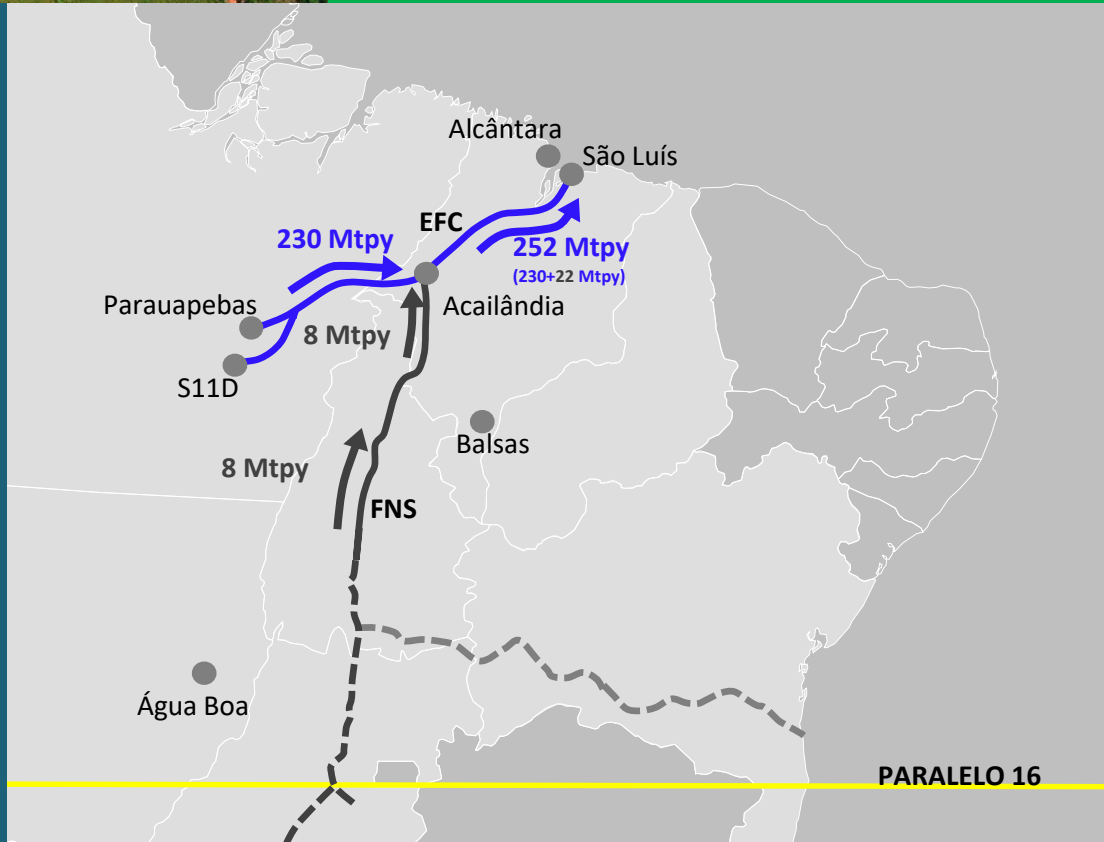 Alcântara
São Luís
EFC
230 Mtpy
252 Mtpy
(230+22 Mtpy)
Parauapebas
Acailândia
8 Mtpy
S11D
Balsas
8 Mtpy
FNS
Água Boa
PARALELO 16